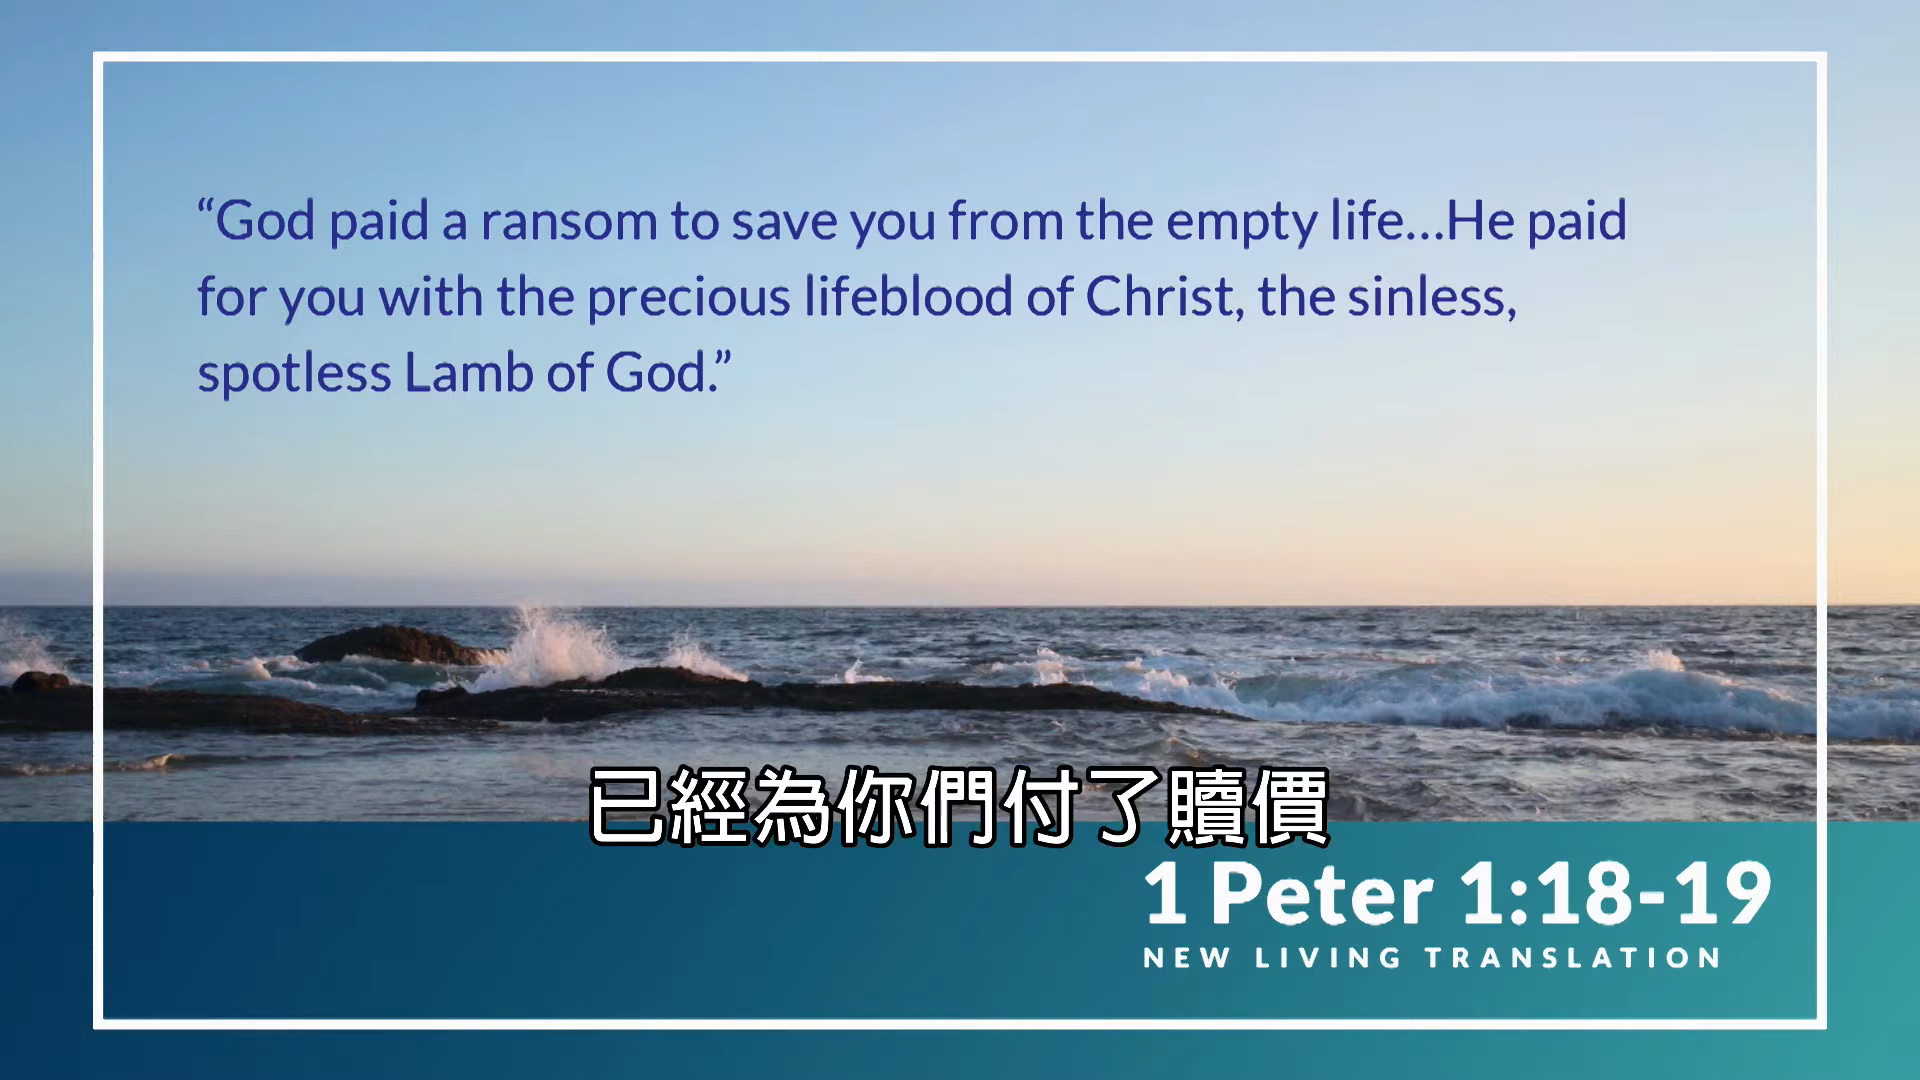 “God paid a ransom to save you from the empty life...He paid
for you with the precious lifeblood of Christ, the sinless,
spotless Lamb of God.”
已經為你們付了贖價
1 Peter 1:18-19
NEW LIVING TRANSLATION